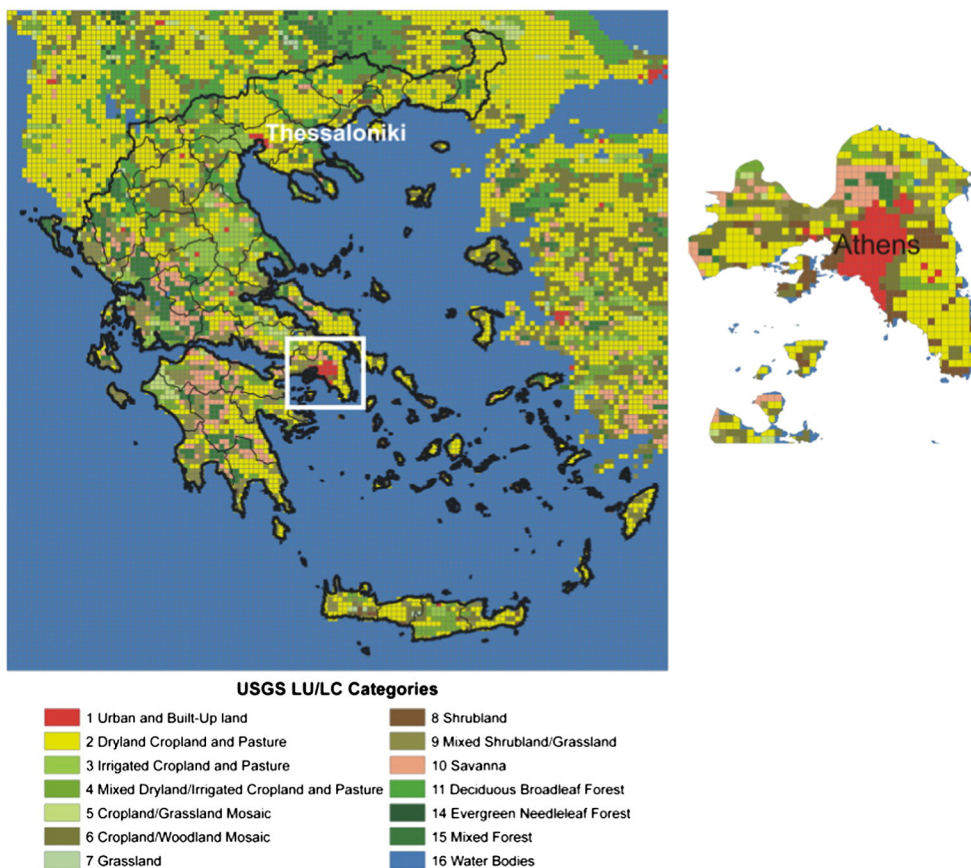 Thessaloniki
Athens
USGS LU/LC Categories
1 Urban and Built-Up land
2 Dryland Cropland and Pasture
3 Irrigated Cropland and Pasture
4 Mixed Dryland/Irrigated Cropland and Pasture
5 Cropland/Grassland Mosaic
6 Cropland/Woodland Mosaic
7 Grassland
8 Shrubland
9 Mixed Shrubland/Grassland
10 Savanna
11 Deciduous Broadleaf Forest
14 Evergreen Needleleaf Forest
15 Mixed Forest
16 Water Bodies